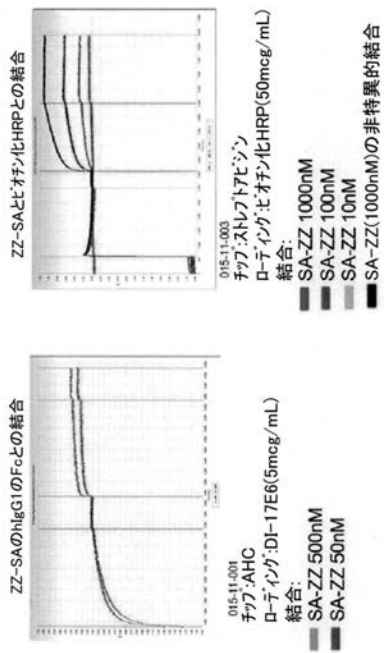 ZZ-SAのhIgG1のFcとの結合
015-11-001
チップ:AHC
ローディング:DI-17E6(5mcg/mL)
結合:
SA-ZZ 500nM
SA-ZZ 50nM
ZZ-SAとビオチン化HRPとの結合
015-11-003
チップ:ストレプトアビジン
ローディング:ビオチン化HRP(50mcg/mL)
結合:
SA-ZZ 1000nM
SA-ZZ 100nM
SA-ZZ 10nM
SA-ZZ(1000nM)の非特異的結合